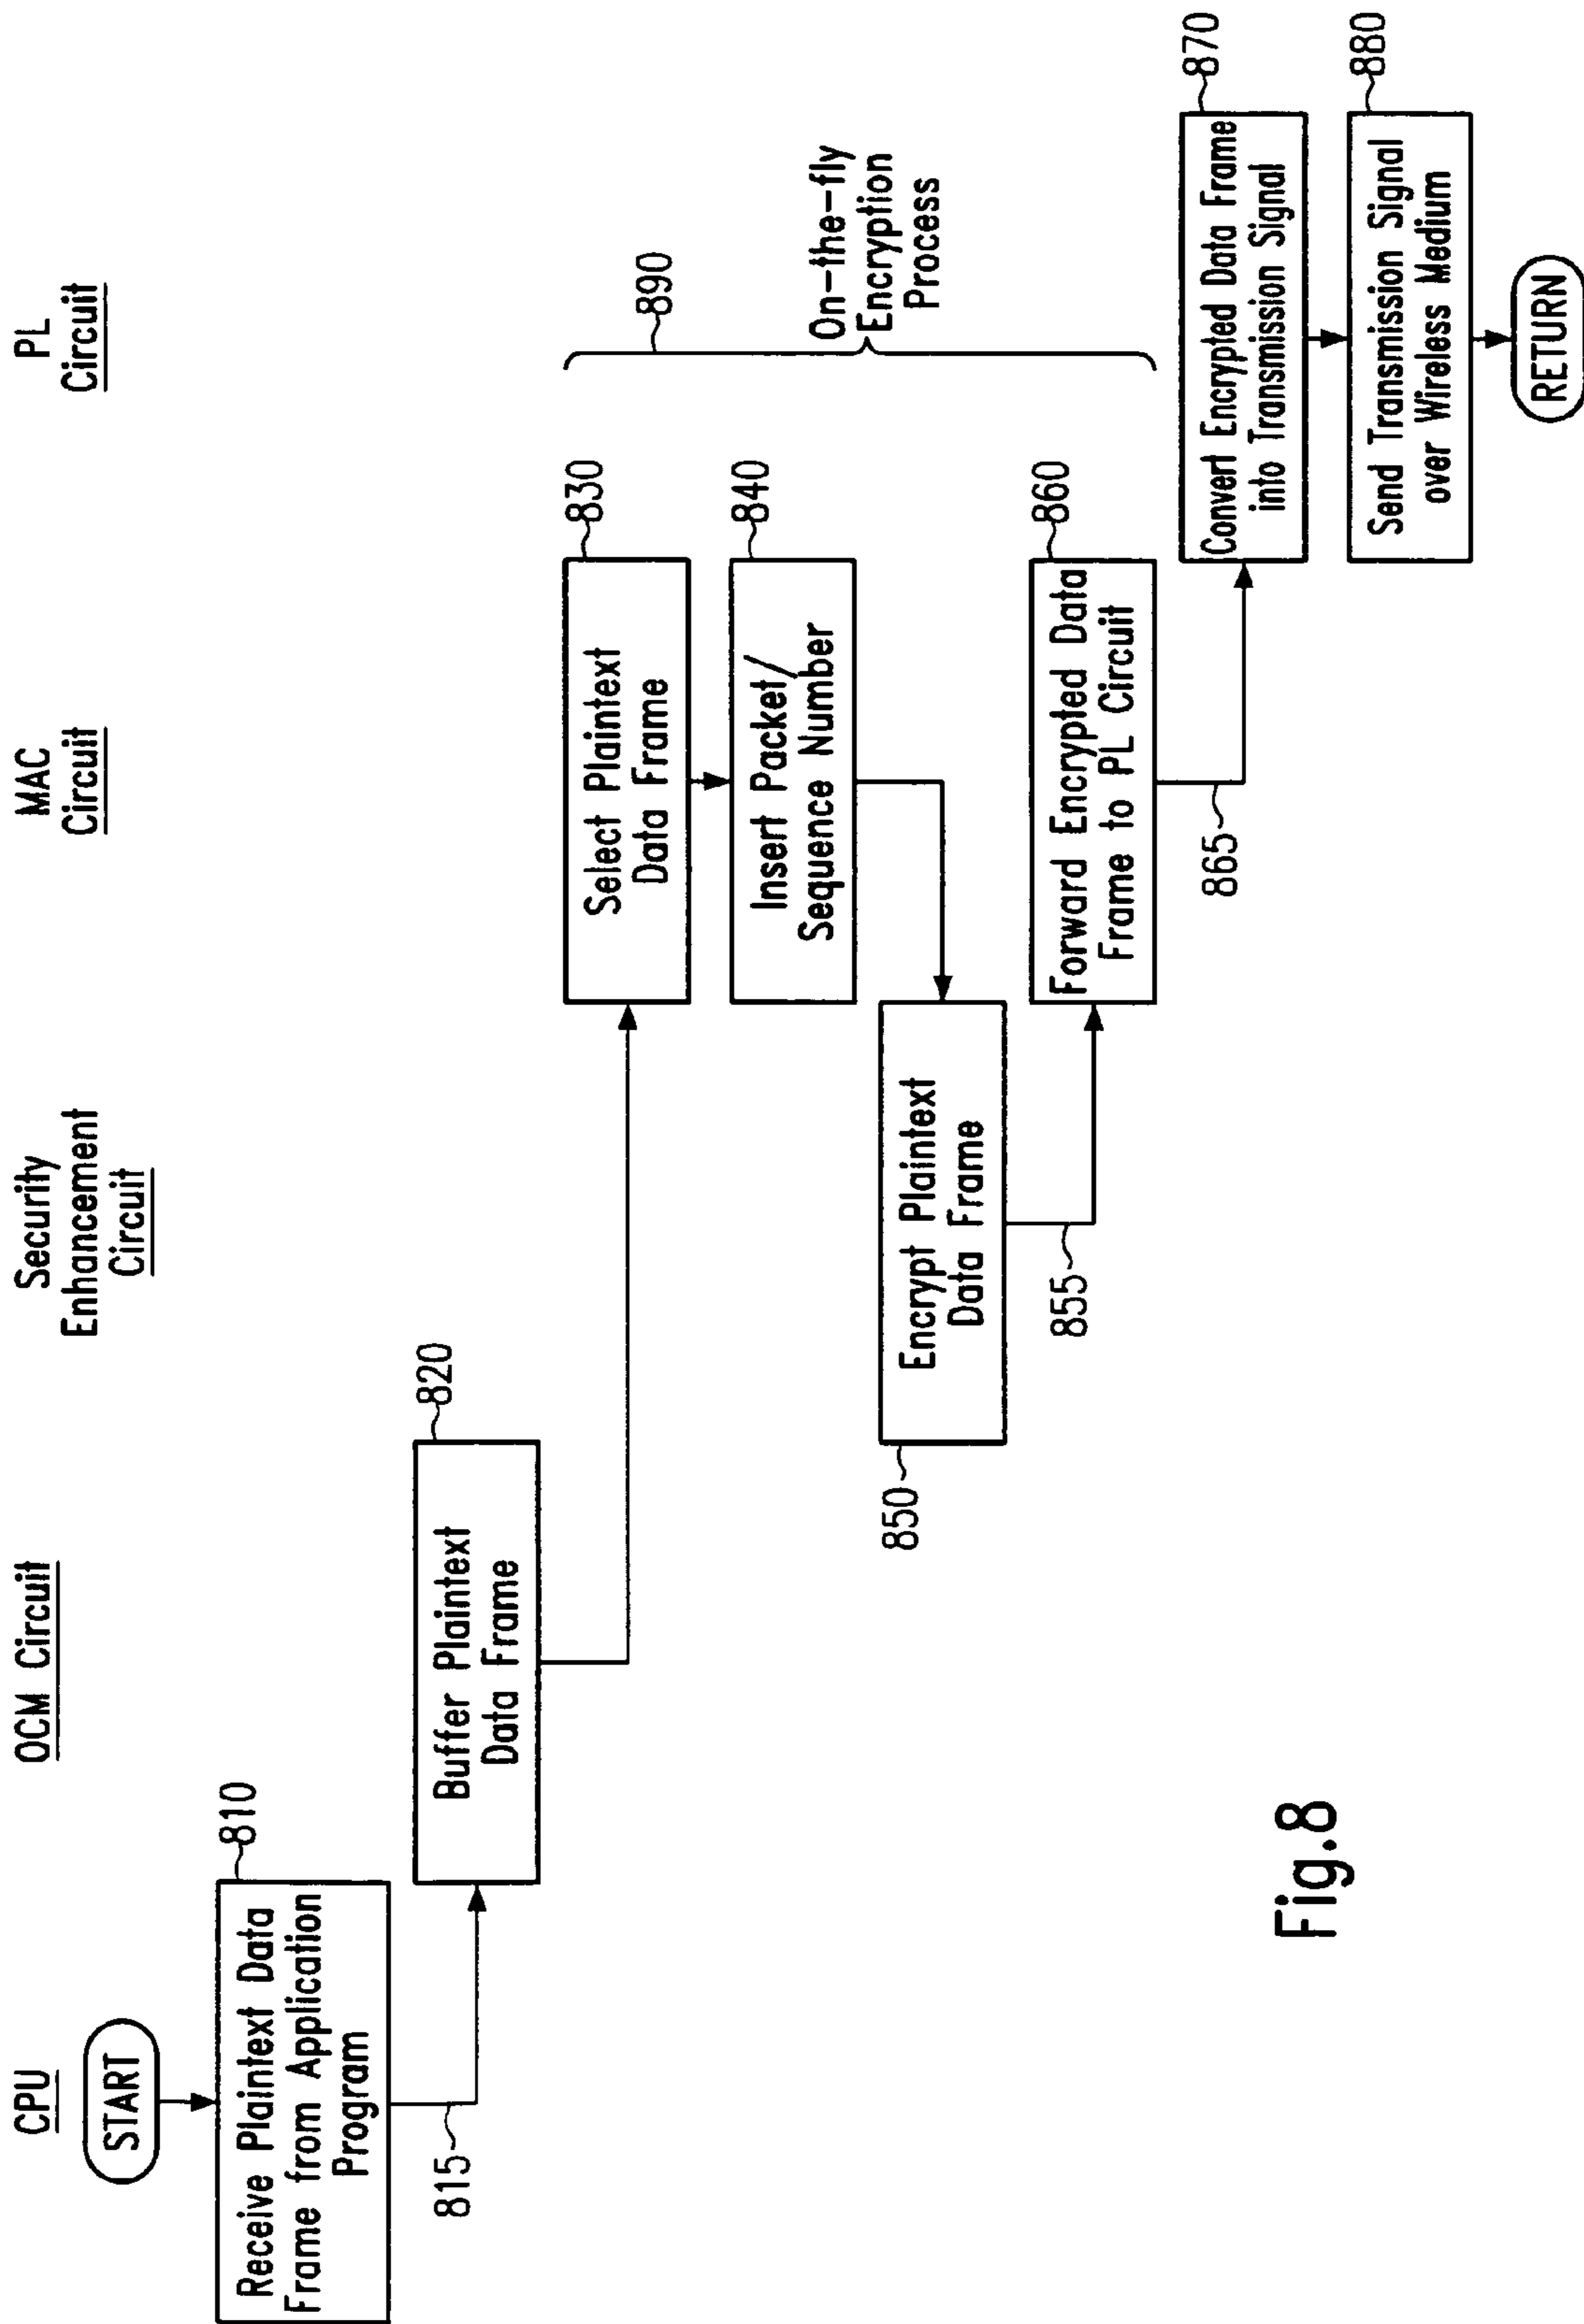 CPU
OCM Circuit
Security
Enhancement
Circuit
MAC
Circuit
PL
Circuit
START
Receive Plaintext Data
Frame from Application
Program
810
815
Buffer Plaintext
Data Frame
820
Select Plaintext
Data Frame
830
Insert Packet/
Sequence Number
840
Encrypt Plaintext
Data Frame
850
855
Forward Encrypted Data
Frame to PL Circuit
860
865
890
On-the-fly
Encryption
Process
Convert Encrypted Data Frame
into Transmission Signal
870
Send Transmission Signal
over Wireless Medium
880
RETURN
Fig.8